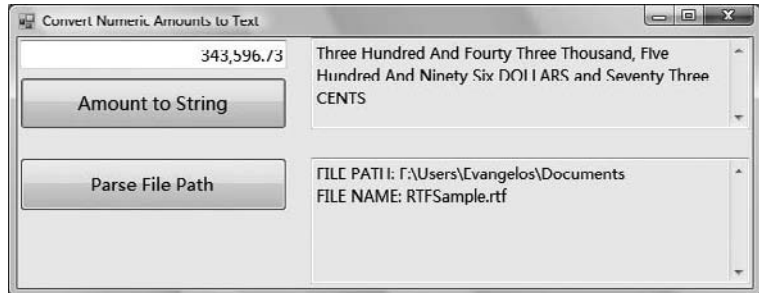 Convert Numeric Amounts to Text
343,596.73
Three Hundred And Fourty Three Thousand, Five
Hundred And Ninety Six DOLLARS and Seventy Three
CENTS
Amount to String
Parse File Path
FILE PATH: F:\Users\Evangelos\Documents
FILE NAME: RTFSample.rtf